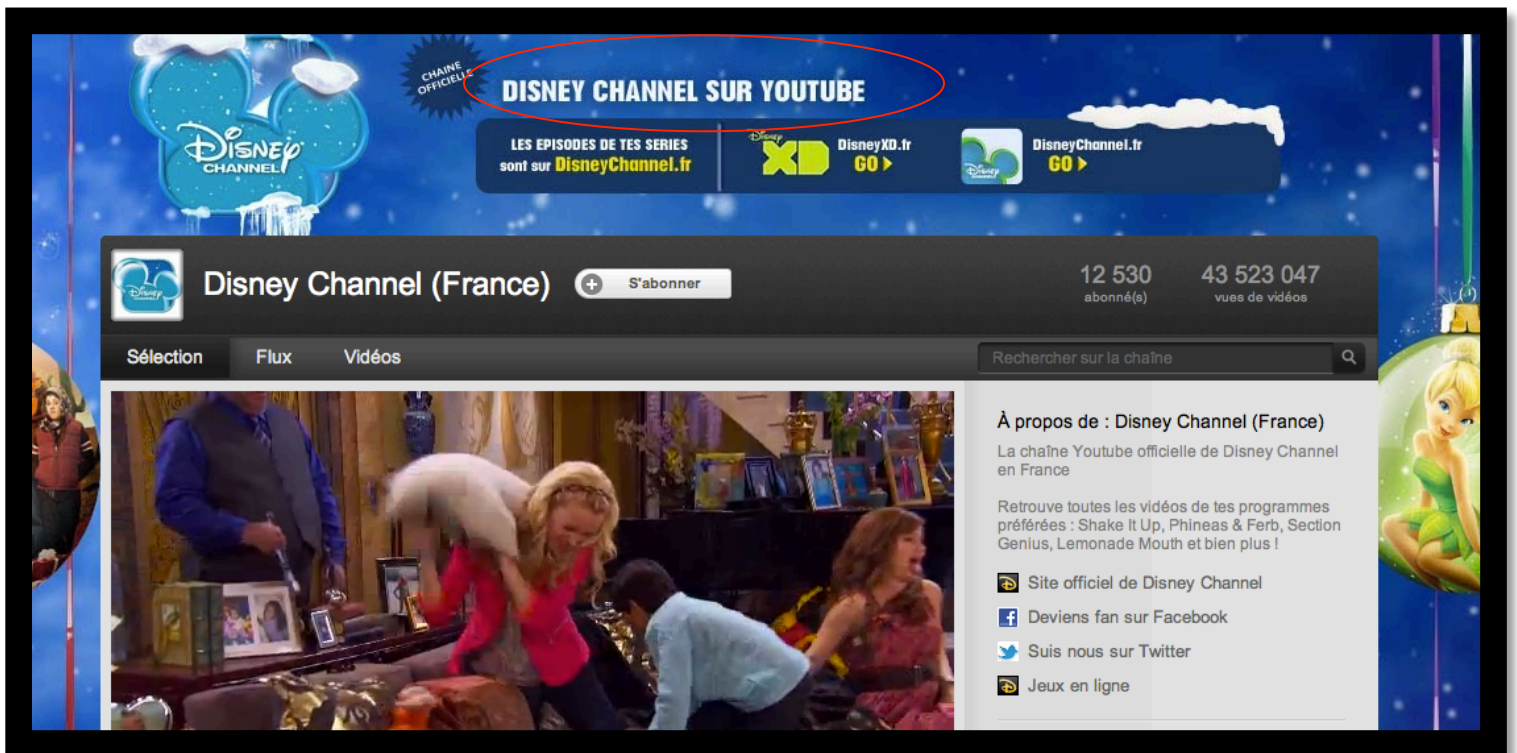 CHAINE
OFFICIELLE
DISNEY CHANNEL SUR YOUTUBE
Disney
CHANNEL
LES EPISODES DE TES SERIES
sont sur DisneyChannel.fr
Disney
XD
DisneyXD.fr
GO >
Disney
DisneyChannel.fr
GO >
Disney
Disney Channel (France)
S'abonner
12 530
abonné(s)
43 523 047
vues de vidéos
Sélection
Flux
Vidéos
Rechercher sur la chaîne
À propos de : Disney Channel (France)
La chaîne Youtube officielle de Disney Channel
en France
Retrouve toutes les vidéos de tes programmes
préférées : Shake It Up, Phineas & Ferb, Section
Genius, Lemonade Mouth et bien plus !
Site officiel de Disney Channel
Deviens fan sur Facebook
Suis nous sur Twitter
Jeux en ligne